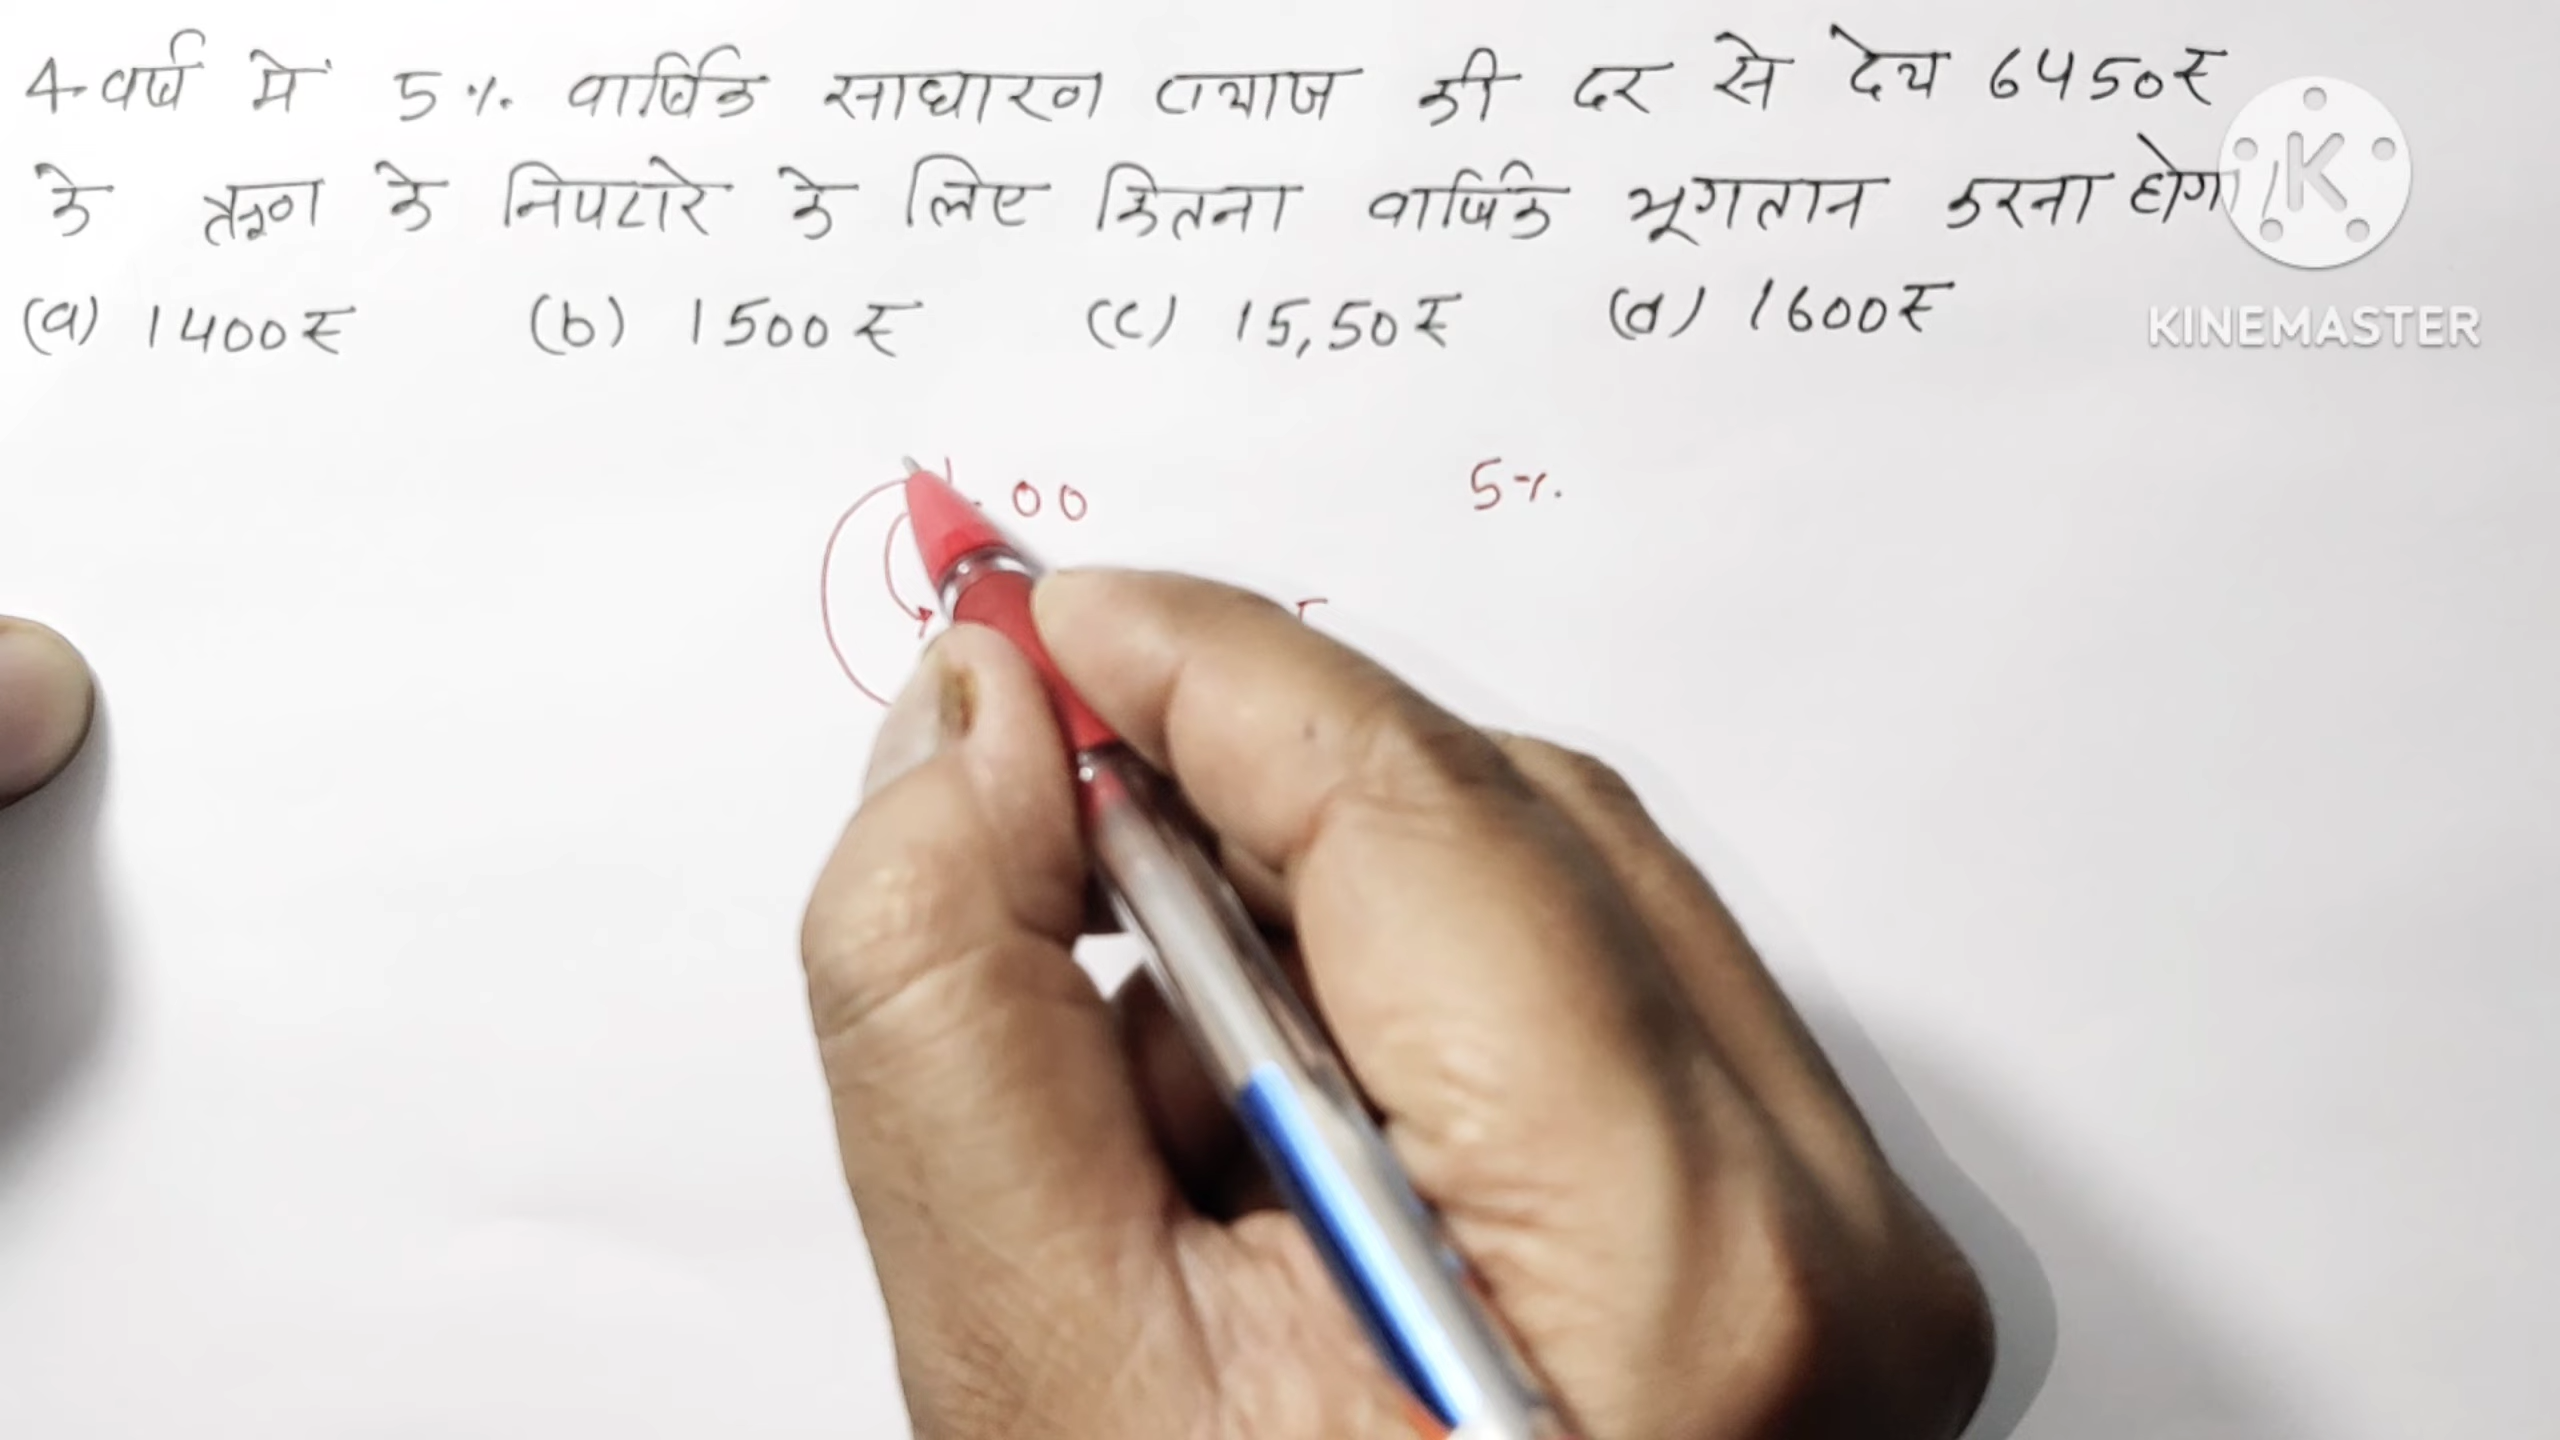 4 वर्ष में 5% वार्षिक साधारण ब्याज की दर से देय 6450₹
के ऋण के निपटारे के लिए कितना वार्षिक भूगतान करना होगा।
(a) 1400₹ (b) 1500₹ (c) 15,50₹ (d) 1600₹
KINEMASTER
00 5%